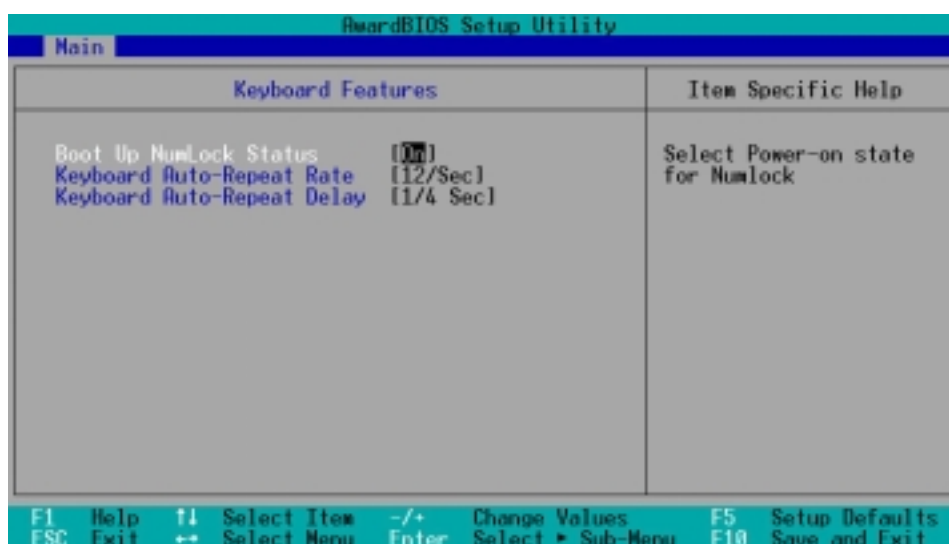 AwardBIOS Setup Utility
Main
Keyboard Features
Item Specific Help
Boot Up NumLock Status [On]
Keyboard Auto-Repeat Rate [12/Sec]
Keyboard Auto-Repeat Delay [1/4 Sec]
Select Power-on state
for Numlock
F1 Help ↑↓ Select Item -/+ Change Values F5 Setup Defaults
ESC Exit ←→ Select Menu Enter Select ► Sub-Menu F10 Save and Exit